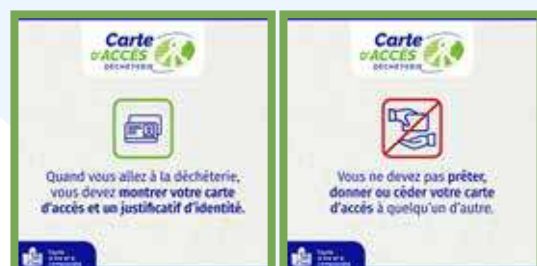 Carte
D'ACCÈS
DÉCHÈTERIE
Quand vous allez à la déchèterie,
vous devez montrer votre carte
d'accès et un justificatif d'identité.
Carte
D'ACCÈS
DÉCHÈTERIE
Vous ne devez pas prêter,
donner ou céder votre carte
d'accès à quelqu'un d'autre.